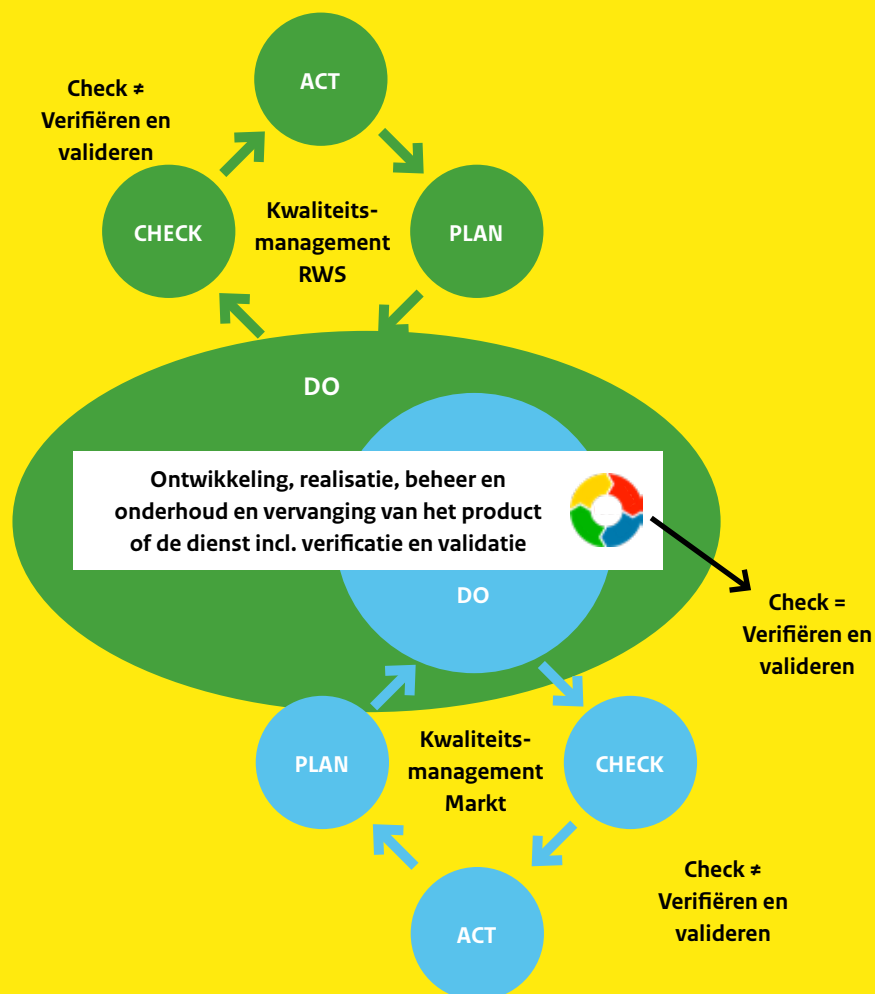 ACT
Check ≠
Verifiëren en
valideren
CHECK
Kwaliteits-
management
RWS
PLAN
DO
Ontwikkeling, realisatie, beheer en
onderhoud en vervanging van het product
of de dienst incl. verificatie en validatie
DO
Check =
Verifiëren en
valideren
PLAN
Kwaliteits-
management
Markt
CHECK
Check ≠
Verifiëren en
valideren
ACT